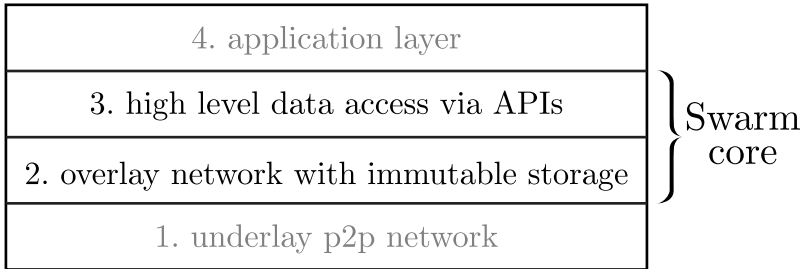 4. application layer
3. high level data access via APIs
2. overlay network with immutable storage
1. underlay p2p network
Swarm
core